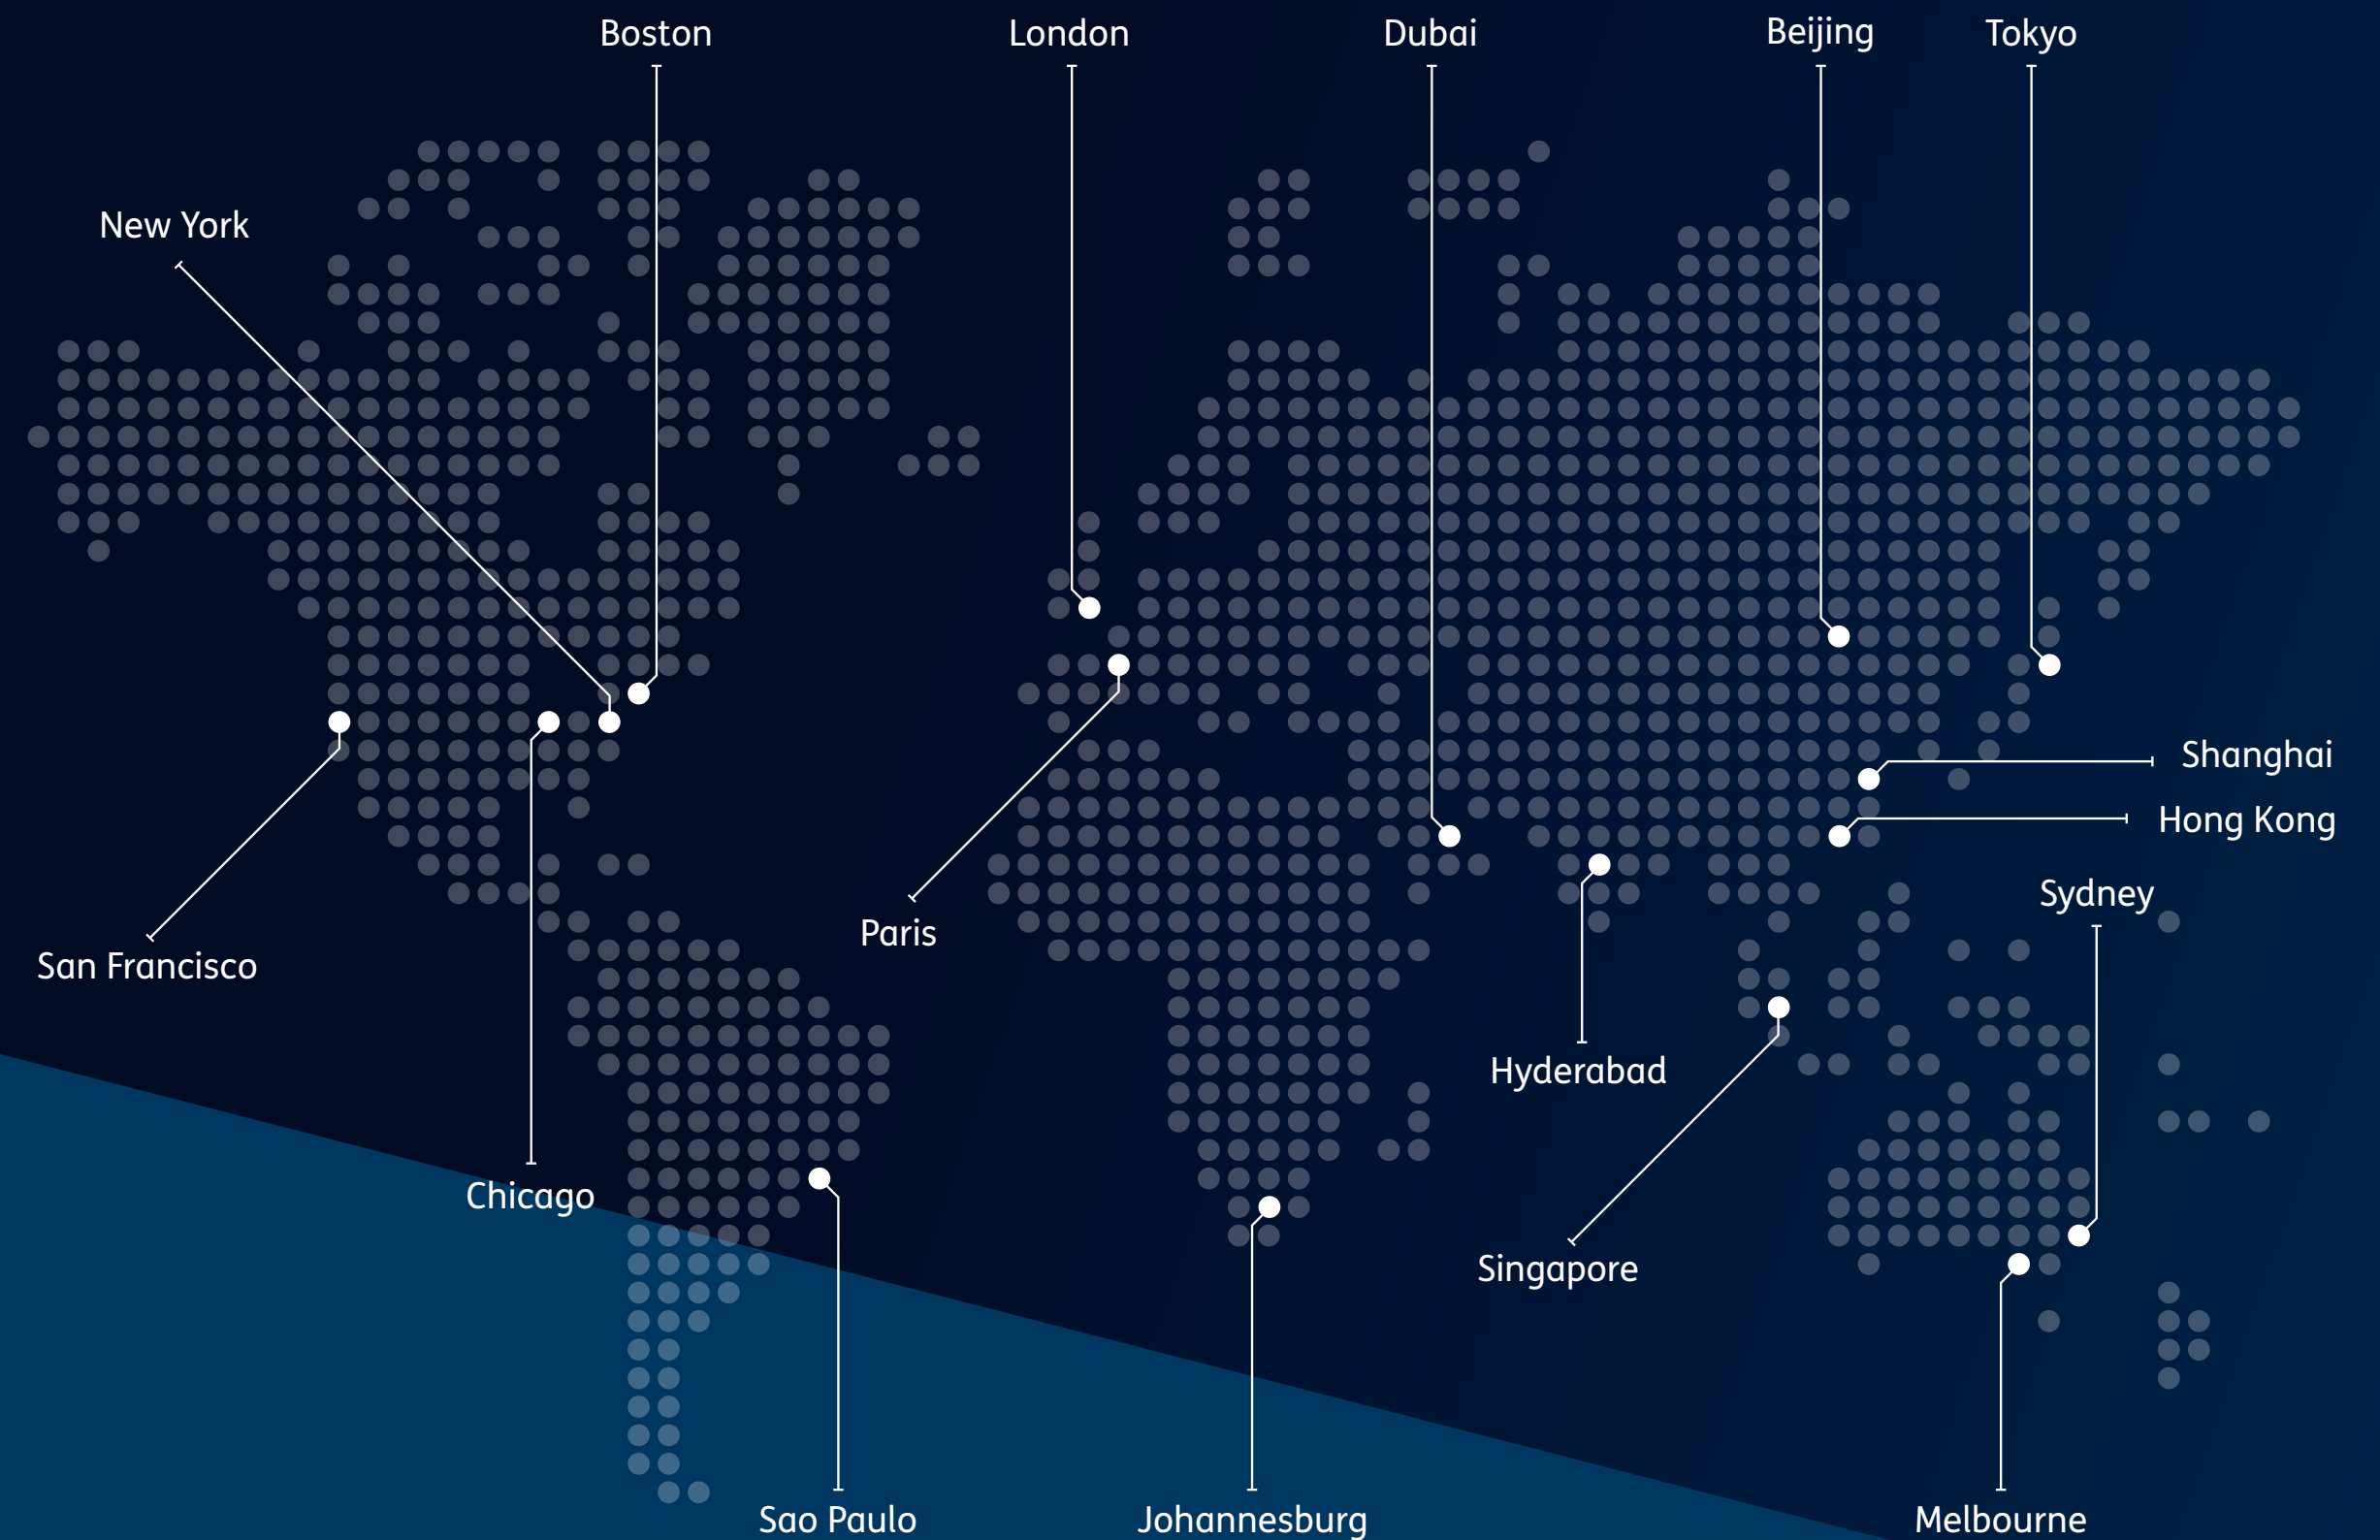 Boston
London
Dubai
Beijing
Tokyo
New York
Shanghai
Hong Kong
Sydney
Paris
San Francisco
Hyderabad
Chicago
Singapore
Sao Paulo
Johannesburg
Melbourne